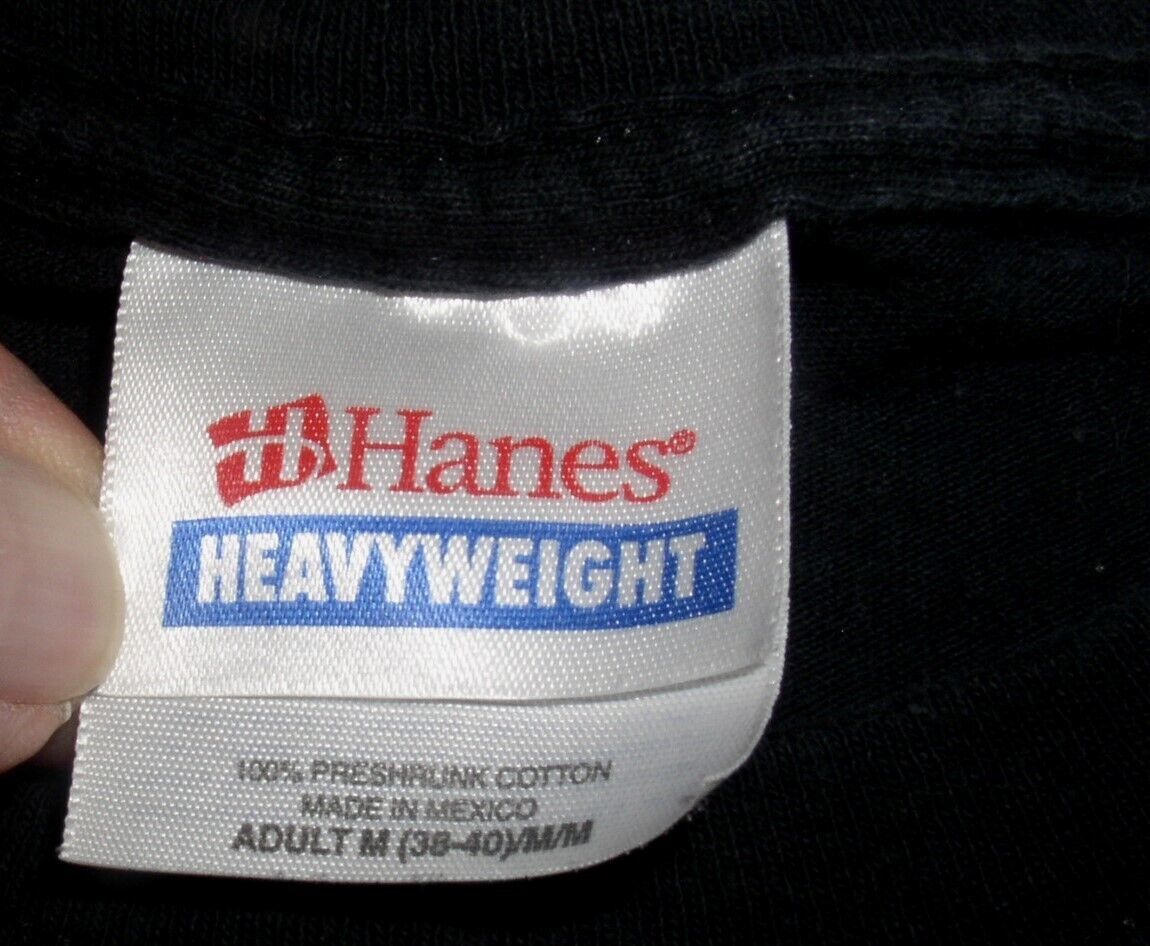 Hanes®
HEAVYWEIGHT
100% PRESHRUNK COTTON
MADE IN MEXICO
ADULT M (38-40)/M/M